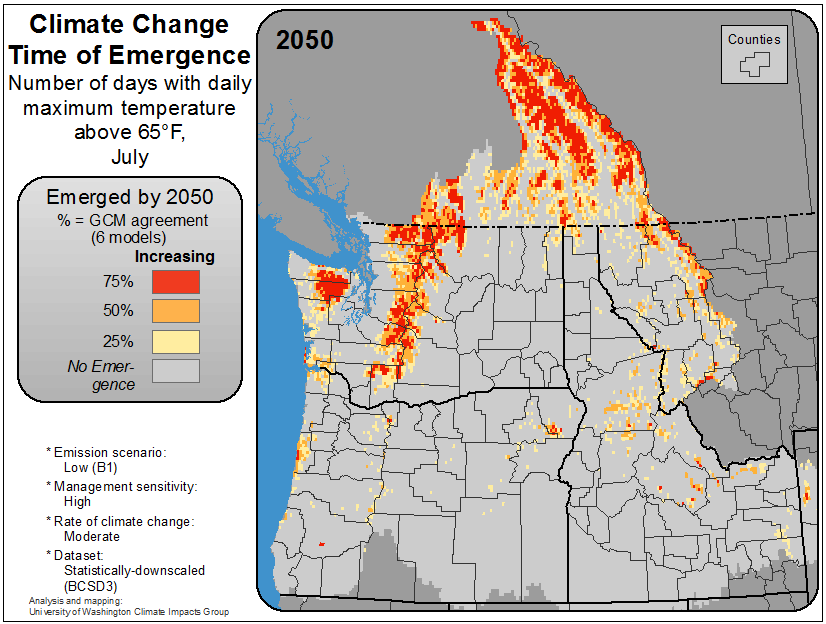 Climate Change
Time of Emergence
Number of days with daily
maximum temperature
above 65°F,
July
2050
Counties
Emerged by 2050
% = GCM agreement
(6 models)
Increasing
75%
50%
25%
No Emer-
gence
* Emission scenario:
Low (B1)
* Management sensitivity:
High
* Rate of climate change:
Moderate
* Dataset:
Statistically-downscaled
(BCSD3)
Analysis and mapping:
University of Washington Climate Impacts Group